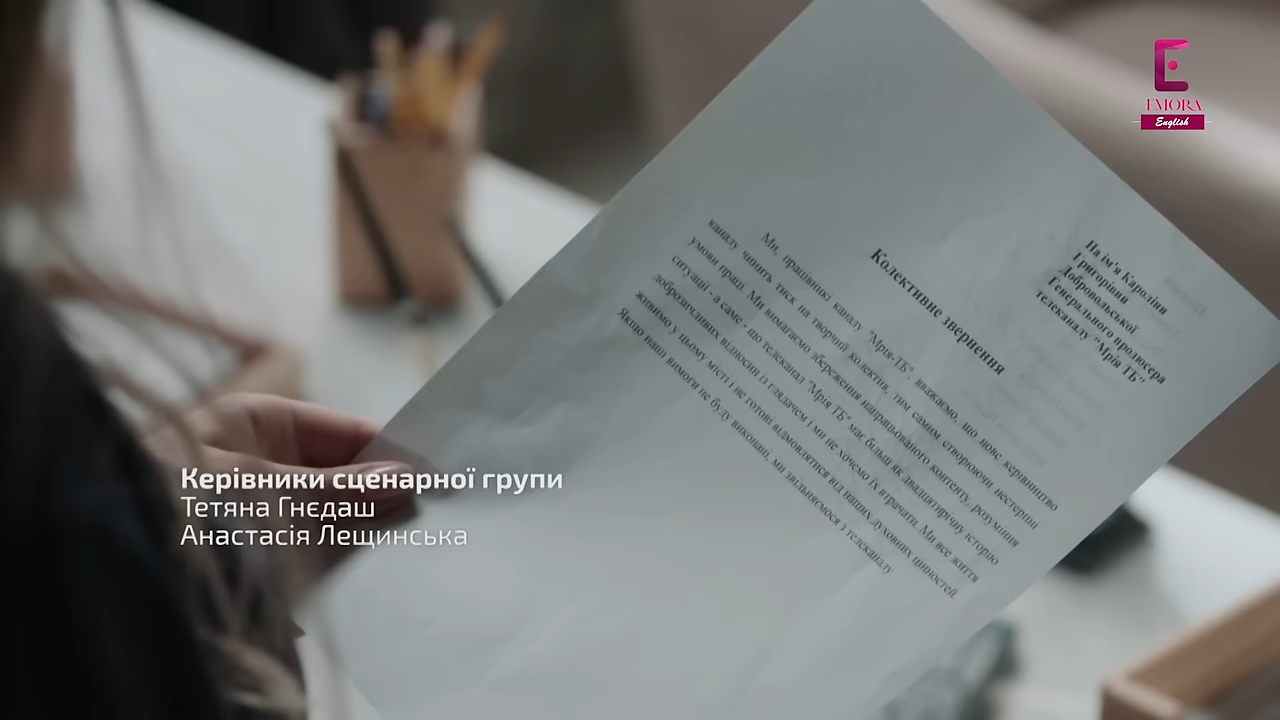 EMORA
English
На ім'я Кароліни
Григорівни
Добровольської
Генерального продюсера
телеканалу "Мрія ТБ"
Колективне звернення
Ми, працівники каналу "Мрія-ТБ", вважаємо, що нове керівництво
каналу чинить тиск на творчий колектив, тим самим створюючи нестерпні
умови праці. Ми вимагаємо збереження напрацьованого контенту, розуміння
ситуації - а саме - що телеканал "Мрія ТБ" має більш як двадцятирічну історію
доброзичливих відносин із глядачем і ми не хочемо їх втрачати. Ми все життя
живемо у цьому місті і не готові відмовлятися від наших духовних цінностей.
Якщо наші вимоги не буду виконані, ми звільняємося з телеканалу
Керівники сценарної групи
Тетяна Гнєдаш
Анастасія Лещинська